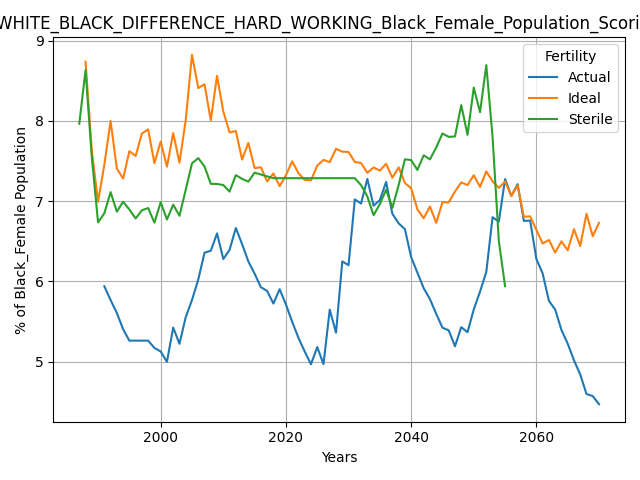 WHITE_BLACK_DIFFERENCE_HARD_WORKING_Black_Female_Population_Scori
9
8
7
6
5
% of Black_Female Population
Fertility
Actual
Ideal
Sterile
2000
2020
2040
2060
Years